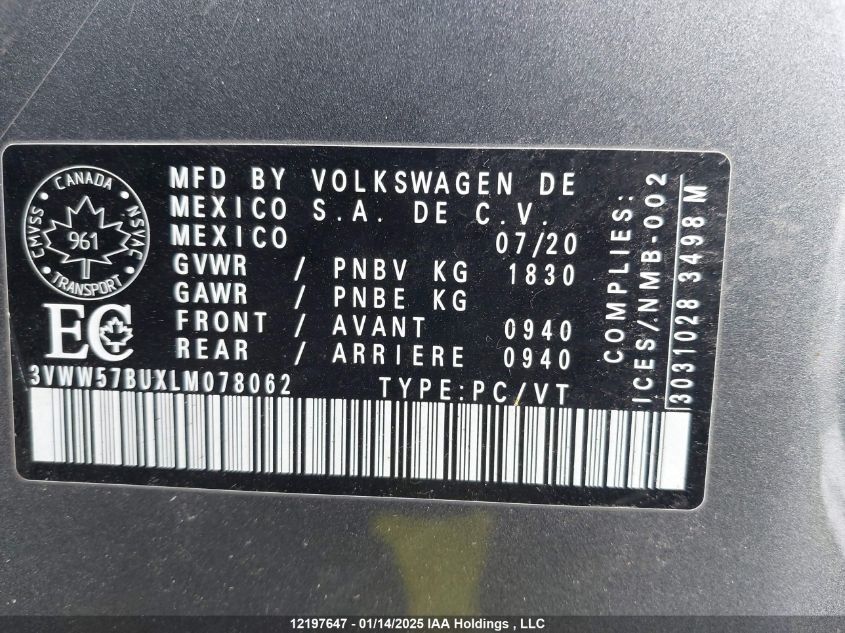 CANADA
CMVSS
NSVAC
961
TRANSPORT
EC
MFD BY VOLKSWAGEN DE
MEXICO S.A. DE C.V.
MEXICO 07/20
GVWR / PNBV KG 1830
GAWR / PNBE KG
FRONT / AVANT 0940
REAR / ARRIERE 0940
3VWW57BUXLM078062 TYPE:PC/VT
COMPLIES:
ICES/NMB-002
3031028 3498 M
12197647 - 01/14/2025 IAA Holdings , LLC